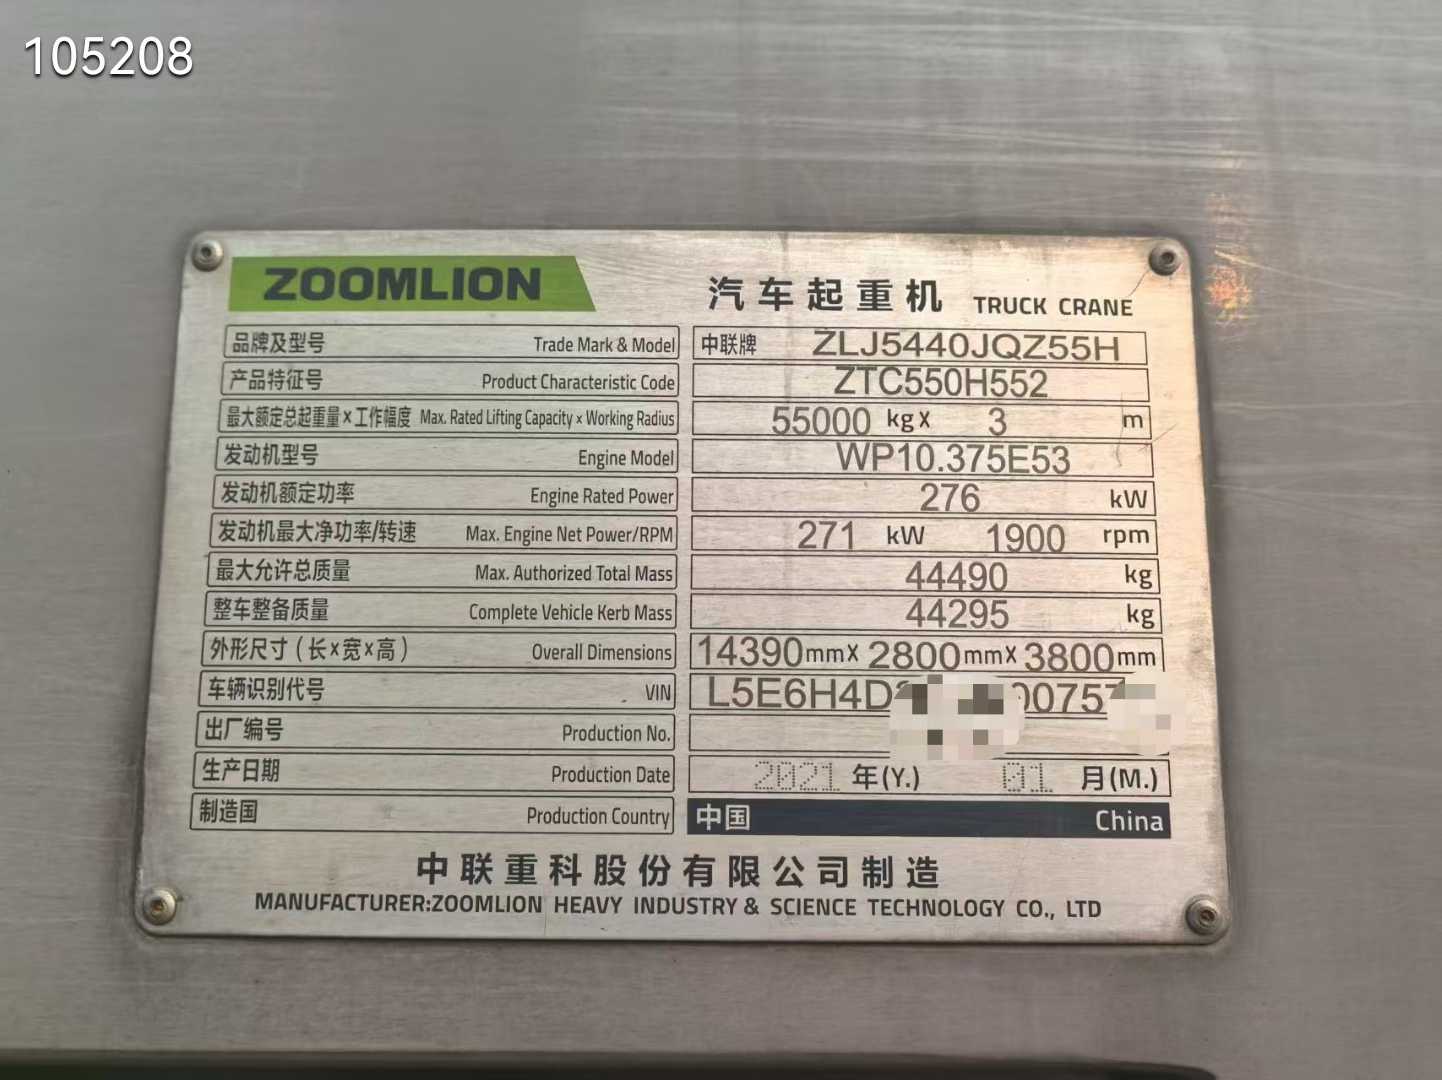 105208
ZOOMLION 汽车起重机 TRUCK CRANE
品牌及型号 Trade Mark & Model 中联牌 ZLJ5440JQZ55H
产品特征号 Product Characteristic Code ZTC550H552
最大额定总起重量×工作幅度 Max. Rated Lifting Capacity × Working Radius 55000 kg× 3 m
发动机型号 Engine Model WP10.375E53
发动机额定功率 Engine Rated Power 276 kW
发动机最大净功率/转速 Max. Engine Net Power/RPM 271 kW 1900 rpm
最大允许总质量 Max. Authorized Total Mass 44490 kg
整车整备质量 Complete Vehicle Kerb Mass 44295 kg
外形尺寸(长×宽×高) Overall Dimensions 14390mm× 2800mm× 3800mm
车辆识别代号 VIN L5E6H4D 00757
出厂编号 Production No.
生产日期 Production Date 2021 年(Y.) 01 月(M.)
制造国 Production Country 中国 China
中联重科股份有限公司制造
MANUFACTURER:ZOOMLION HEAVY INDUSTRY & SCIENCE TECHNOLOGY CO., LTD